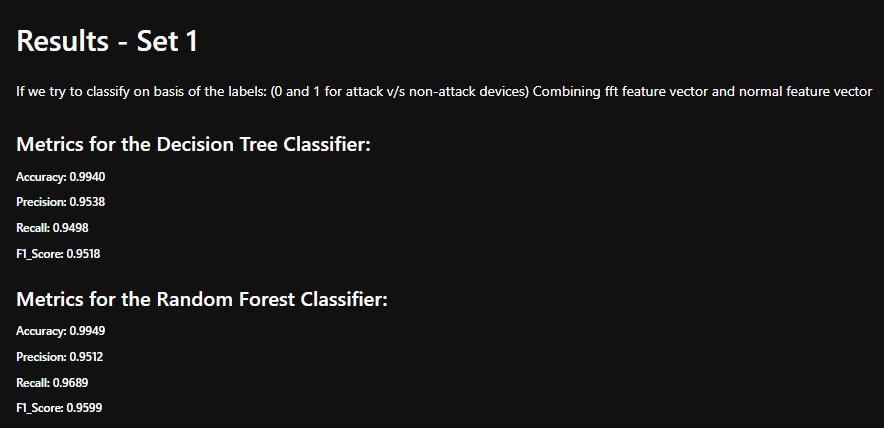 Results - Set 1
If we try to classify on basis of the labels: (0 and 1 for attack v/s non-attack devices) Combining fft feature vector and normal feature vector
Metrics for the Decision Tree Classifier:
Accuracy: 0.9940
Precision: 0.9538
Recall: 0.9498
F1_Score: 0.9518
Metrics for the Random Forest Classifier:
Accuracy: 0.9949
Precision: 0.9512
Recall: 0.9689
F1_Score: 0.9599